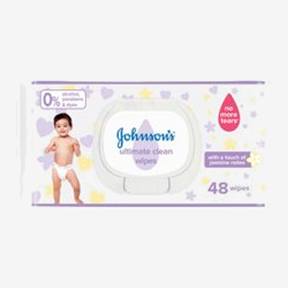 0%
alcohol,
parabens
& dyes
Johnson's
ultimate clean
wipes
no
more
tears
with a touch of
jasmine notes
48 wipes